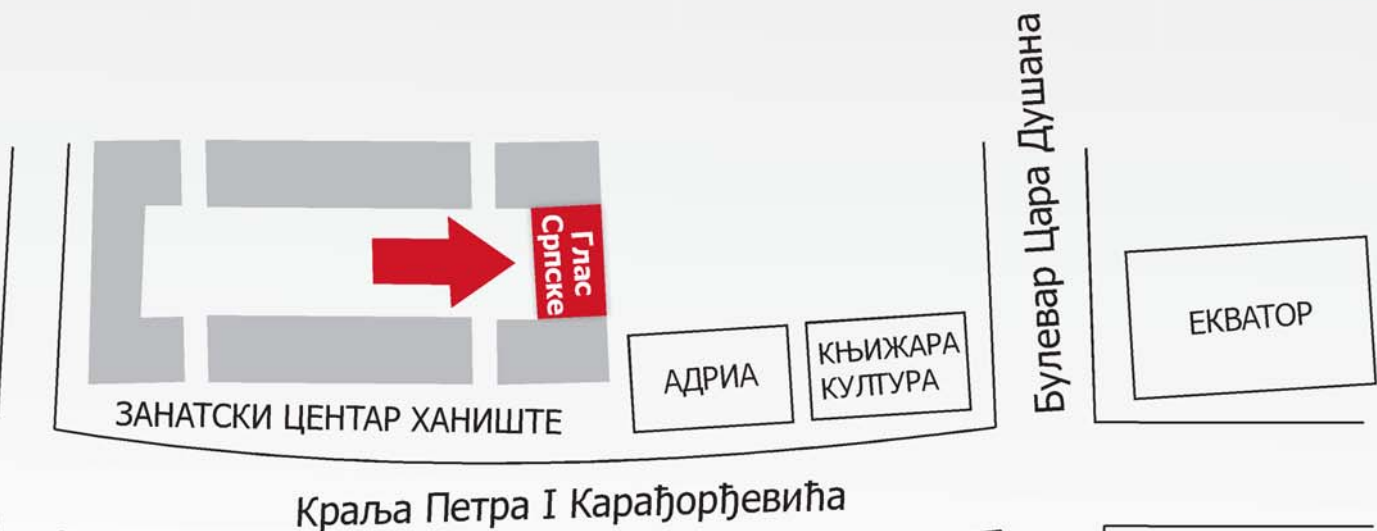 Булевар Цара Душана
Глас
Српске
ЕКВАТОР
КЊИЖАРА
КУЛТУРА
АДРИА
ЗАНАТСКИ ЦЕНТАР ХАНИШТЕ
Краља Петра I Карађорђевића